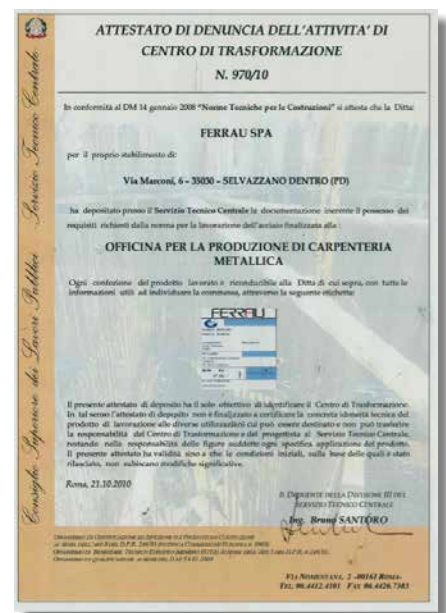 ATTESTATO DI DENUNCIA DELL'ATTIVITA' DI
CENTRO DI TRASFORMAZIONE
N. 970/10
In conformità al DM 14 gennaio 2008 "Norme Tecniche per le Costruzioni" si attesta che la Ditta:
FERRAU SPA
per il proprio stabilimento di:
Via Marconi, 6 – 35030 – SELVAZZANO DENTRO (PD)
ha depositato presso il Servizio Tecnico Centrale la documentazione inerente il possesso dei
requisiti richiesti dalla norma per la lavorazione dell'acciaio finalizzata alla :
OFFICINA PER LA PRODUZIONE DI CARPENTERIA
METALLICA
Ogni confezione del prodotto lavorato è riconducibile alla Ditta di cui sopra, con tutte le
informazioni utili ad individuare la commessa, attraverso la seguente etichetta:
FERRAU
Il presente attestato di deposito ha il solo obiettivo di identificare il Centro di Trasformazione.
In tal senso l'attestato di deposito non è finalizzato a certificare la concreta idoneità tecnica del
prodotto di lavorazione alle diverse utilizzazioni cui può essere destinato e non può trasferire
la responsabilità del Centro di Trasformazione e del progettista al Servizio Tecnico Centrale,
restando nella responsabilità delle figure suddette ogni specifica applicazione del prodotto.
Il presente attestato ha validità sino a che le condizioni iniziali, sulla base delle quali è stato
rilasciato, non subiscano modifiche significative.
Roma, 21.10.2010
IL DIRIGENTE DELLA DIVISIONE III DEL
SERVIZIO TECNICO CENTRALE
Ing. Bruno SANTORO
VIA NOMENTANA, 2 –00161 ROMA-
TEL. 06.4412.4101 FAX 06.4426.7383
Consiglio Superiore dei Lavori Pubblici Servizio Tecnico Centrale